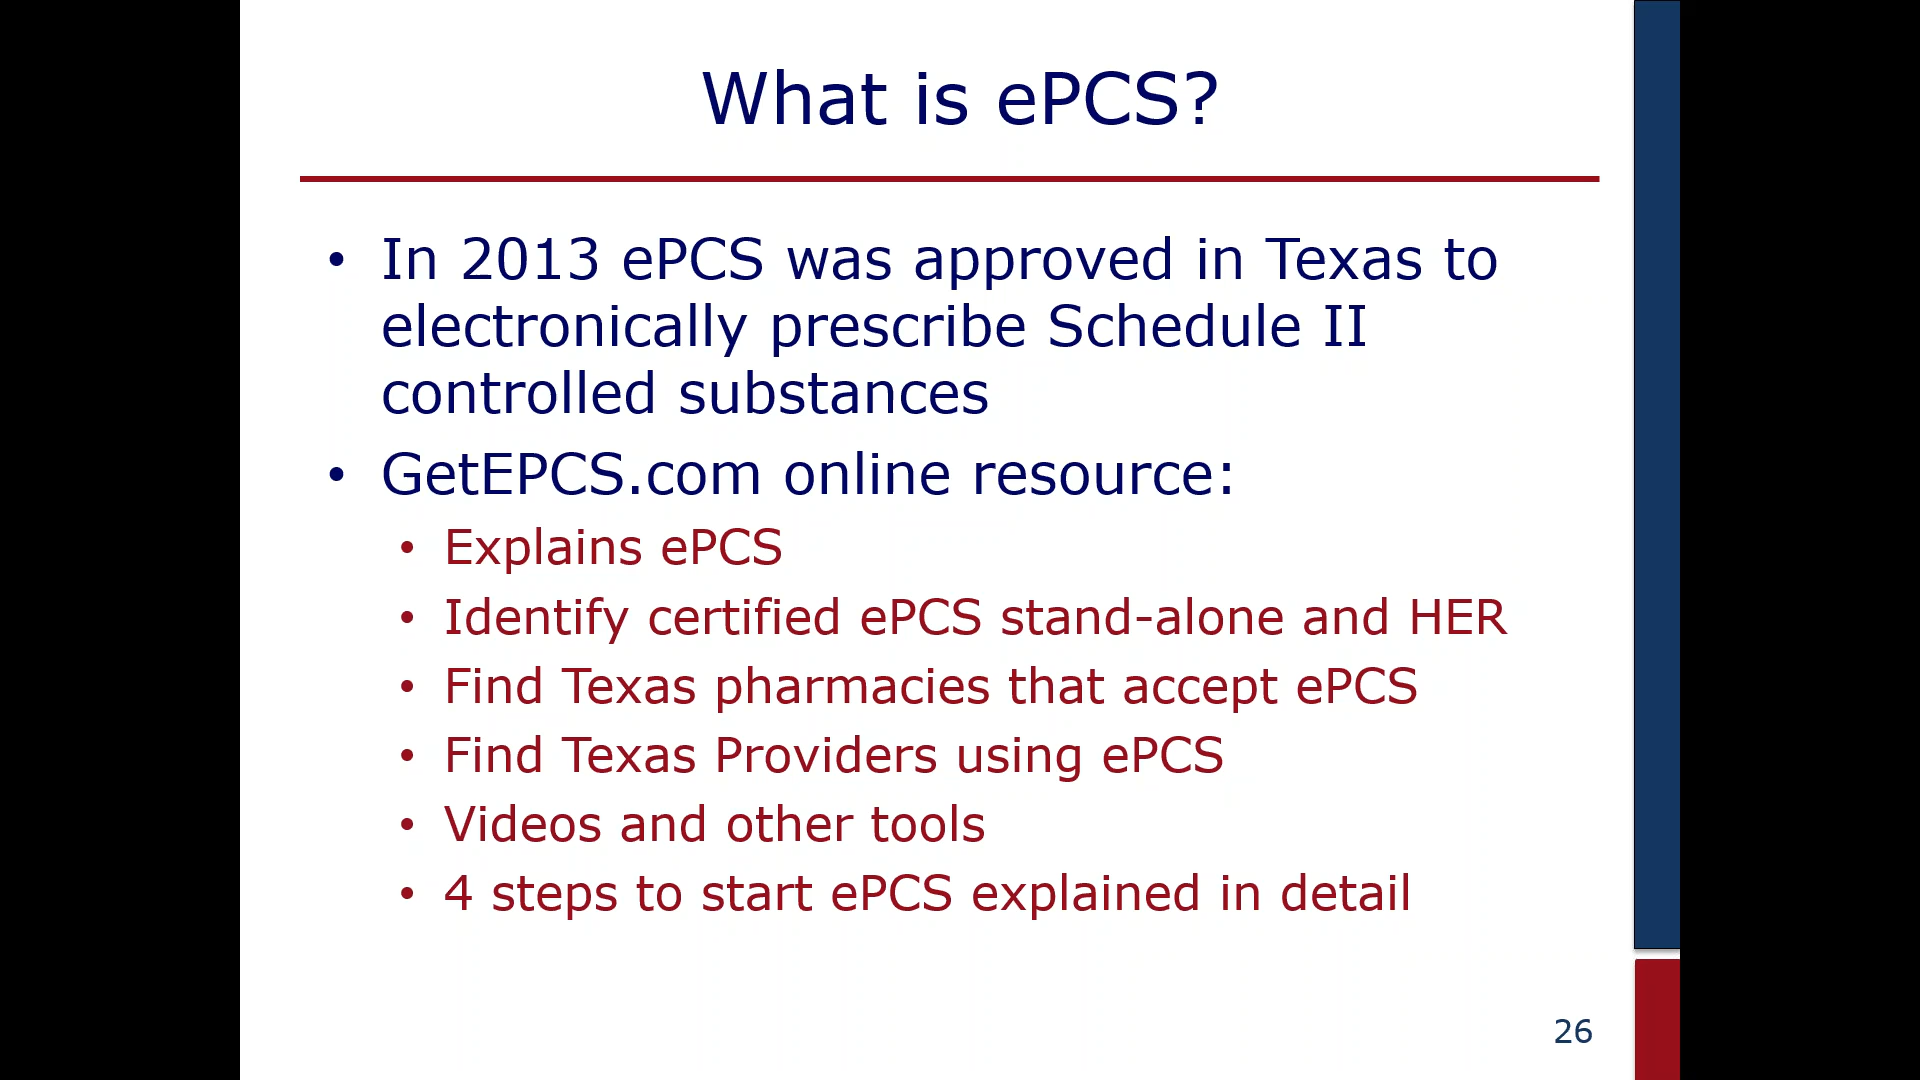 What is ePCS?
• In 2013 ePCS was approved in Texas to
electronically prescribe Schedule II
controlled substances
• GetEPCS.com online resource:
• Explains ePCS
• Identify certified ePCS stand-alone and HER
• Find Texas pharmacies that accept ePCS
• Find Texas Providers using ePCS
• Videos and other tools
• 4 steps to start ePCS explained in detail
26